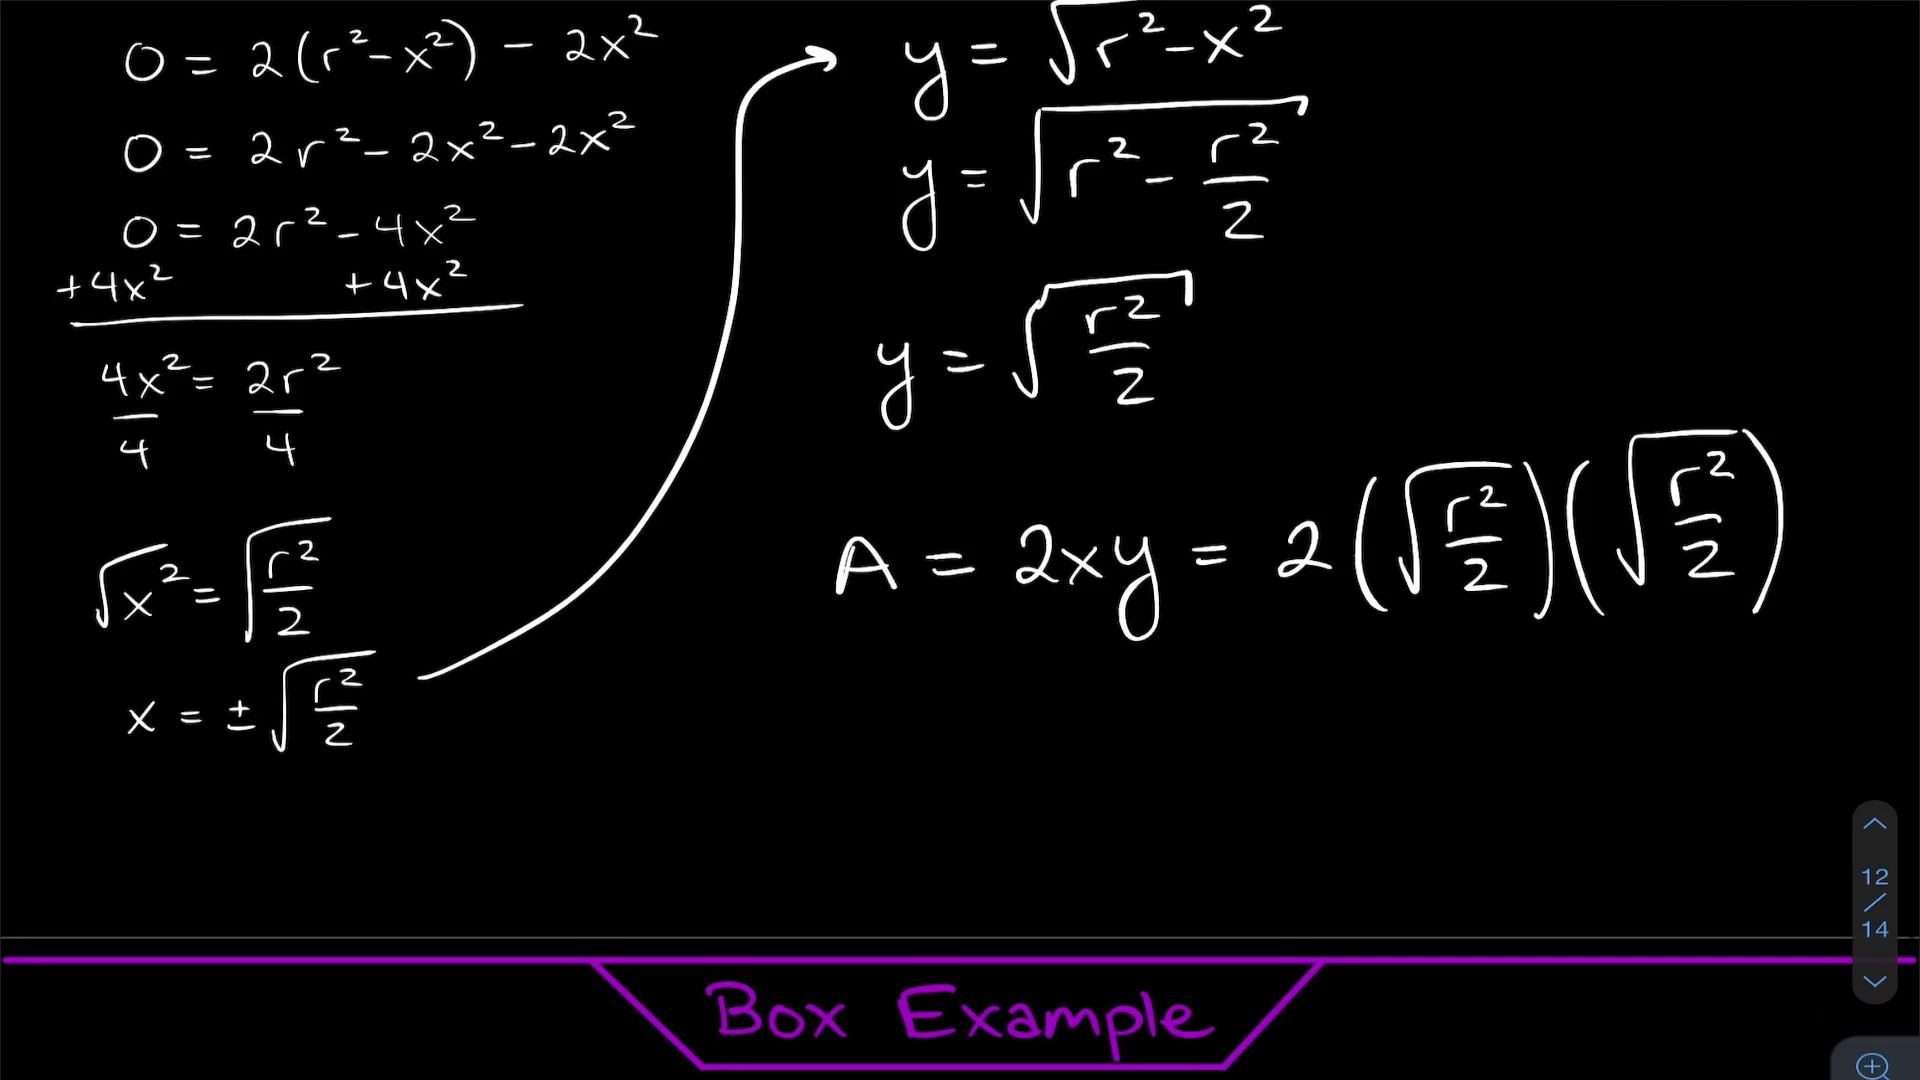 0 = 2(r²-x²) - 2x²
0 = 2r² - 2x² - 2x²
0 = 2r² - 4x²
+4x² +4x²
4x²/4 = 2r²/4
√x² = √(r²/2)
x = ±√(r²/2)
y = √(r²-x²)
y = √(r² - r²/2)
y = √(r²/2)
A = 2xy = 2(√(r²/2))(√(r²/2))
12
/
14
Box Example